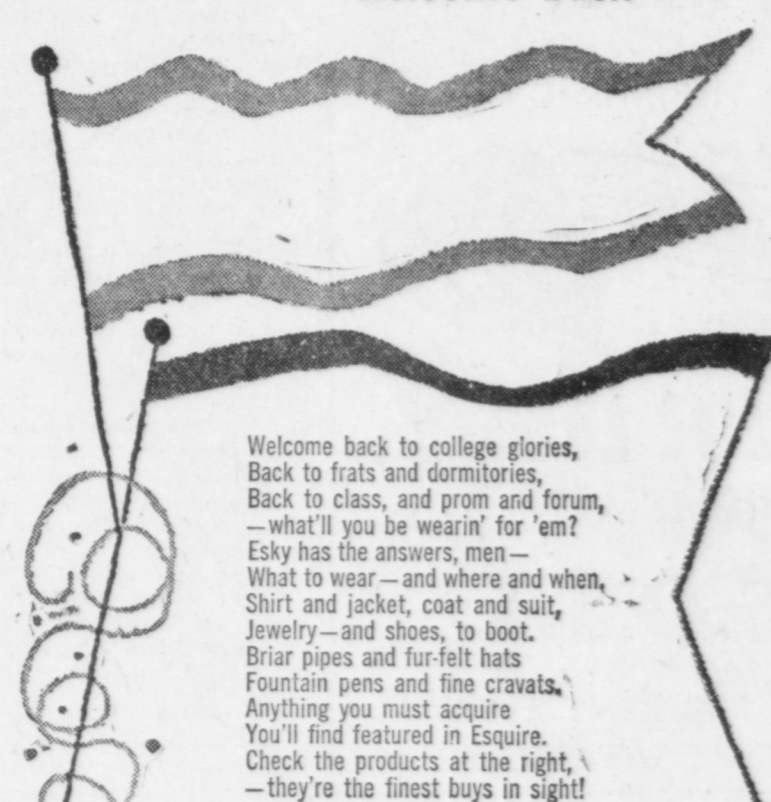 Welcome back to college glories,
Back to frats and dormitories,
Back to class, and prom and forum,
—what'll you be wearin' for 'em?
Esky has the answers, men—
What to wear—and where and when.
Shirt and jacket, coat and suit,
Jewelry—and shoes, to boot.
Briar pipes and fur-felt hats
Fountain pens and fine cravats.
Anything you must acquire
You'll find featured in Esquire.
Check the products at the right,
—they're the finest buys in sight!